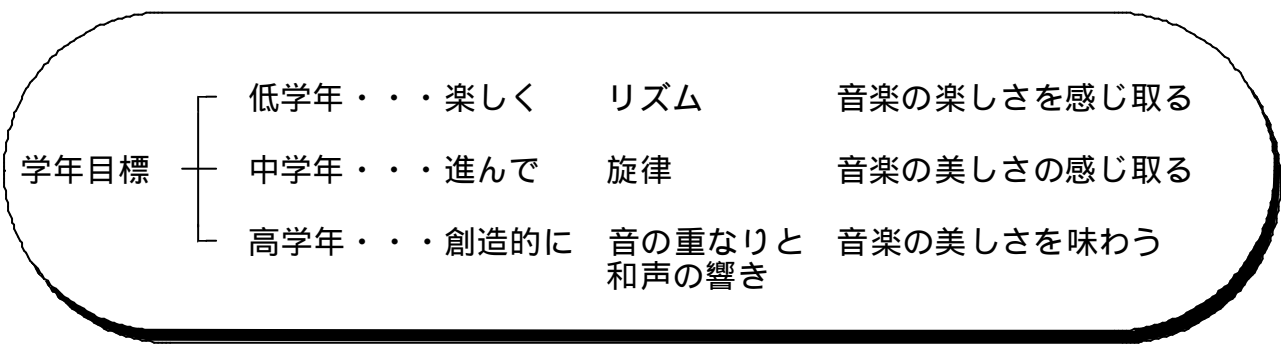 低学年・・・楽しく リズム 音楽の楽しさを感じ取る
学年目標 中学年・・・進んで 旋律 音楽の美しさの感じ取る
高学年・・・創造的に 音の重なりと 音楽の美しさを味わう
和声の響き